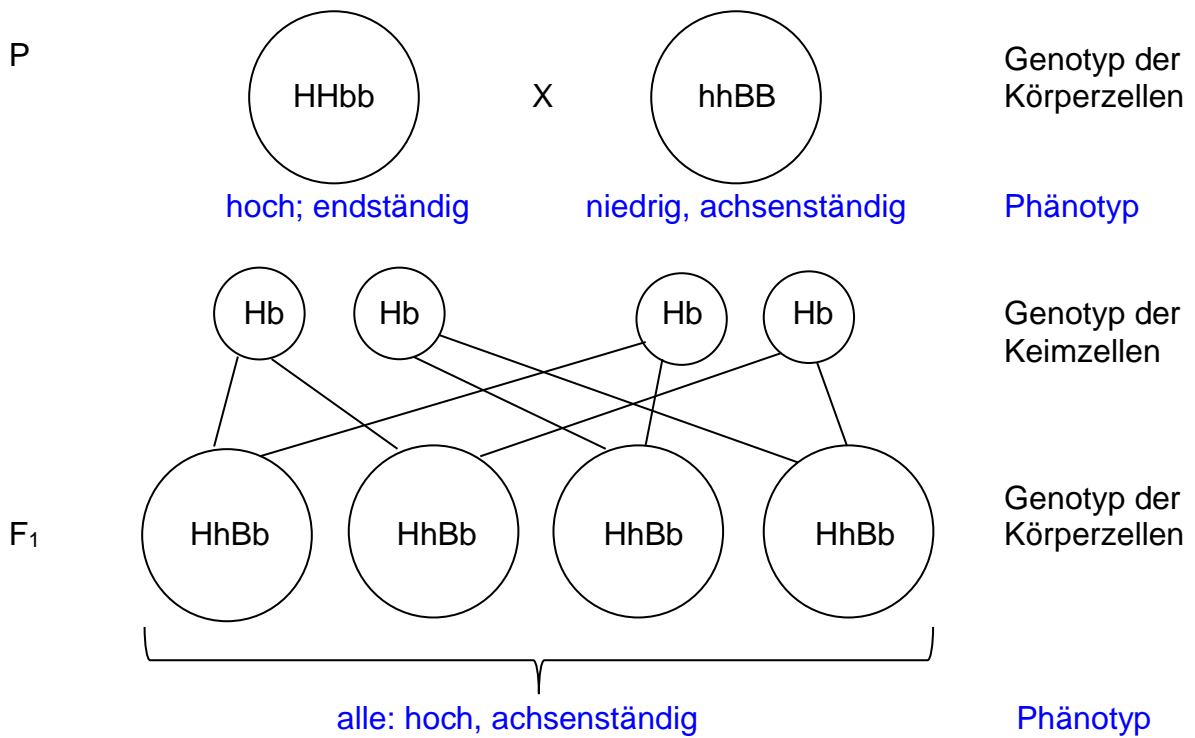 P
HHbb X hhBB
Genotyp der
Körperzellen
hoch; endständig niedrig, achsenständig Phänotyp
Hb Hb Hb Hb
Genotyp der
Keimzellen
F₁
HhBb HhBb HhBb HhBb
Genotyp der
Körperzellen
alle: hoch, achsenständig Phänotyp